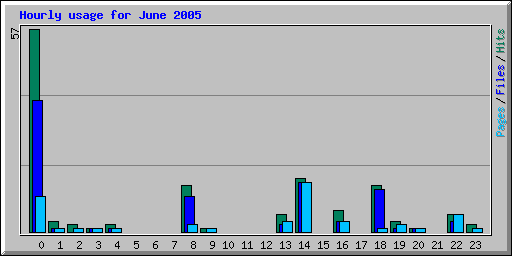 Hourly usage for June 2005
57
Pages/Files/Hits
0 1 2 3 4 5 6 7 8 9 10 11 12 13 14 15 16 17 18 19 20 21 22 23